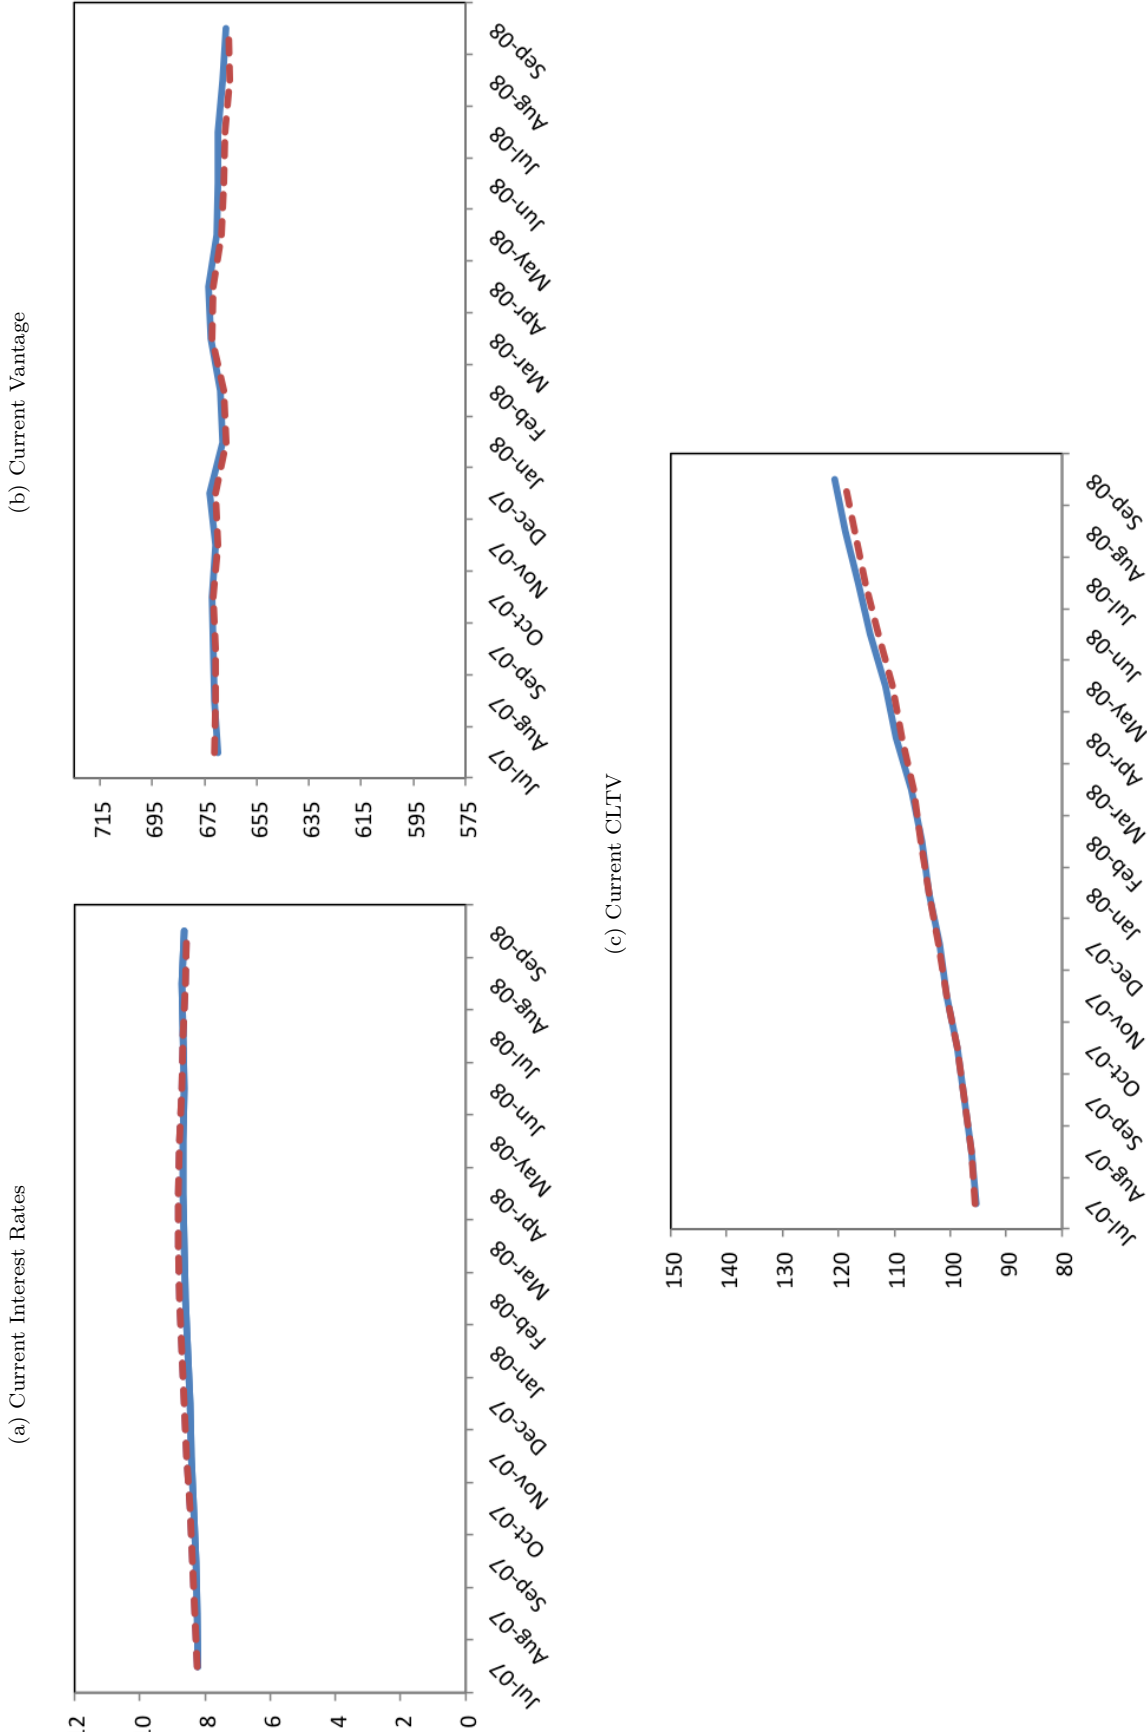 (a) Current Interest Rates
.2
.0
8
6
4
2
0
Jul-07
Aug-07
Sep-07
Oct-07
Nov-07
Dec-07
Jan-08
Feb-08
Mar-08
Apr-08
May-08
Jun-08
Jul-08
Aug-08
Sep-08
(b) Current Vantage
715
695
675
655
635
615
595
575
Jul-07
Aug-07
Sep-07
Oct-07
Nov-07
Dec-07
Jan-08
Feb-08
Mar-08
Apr-08
May-08
Jun-08
Jul-08
Aug-08
Sep-08
(c) Current CLTV
150
140
130
120
110
100
90
80
Jul-07
Aug-07
Sep-07
Oct-07
Nov-07
Dec-07
Jan-08
Feb-08
Mar-08
Apr-08
May-08
Jun-08
Jul-08
Aug-08
Sep-08